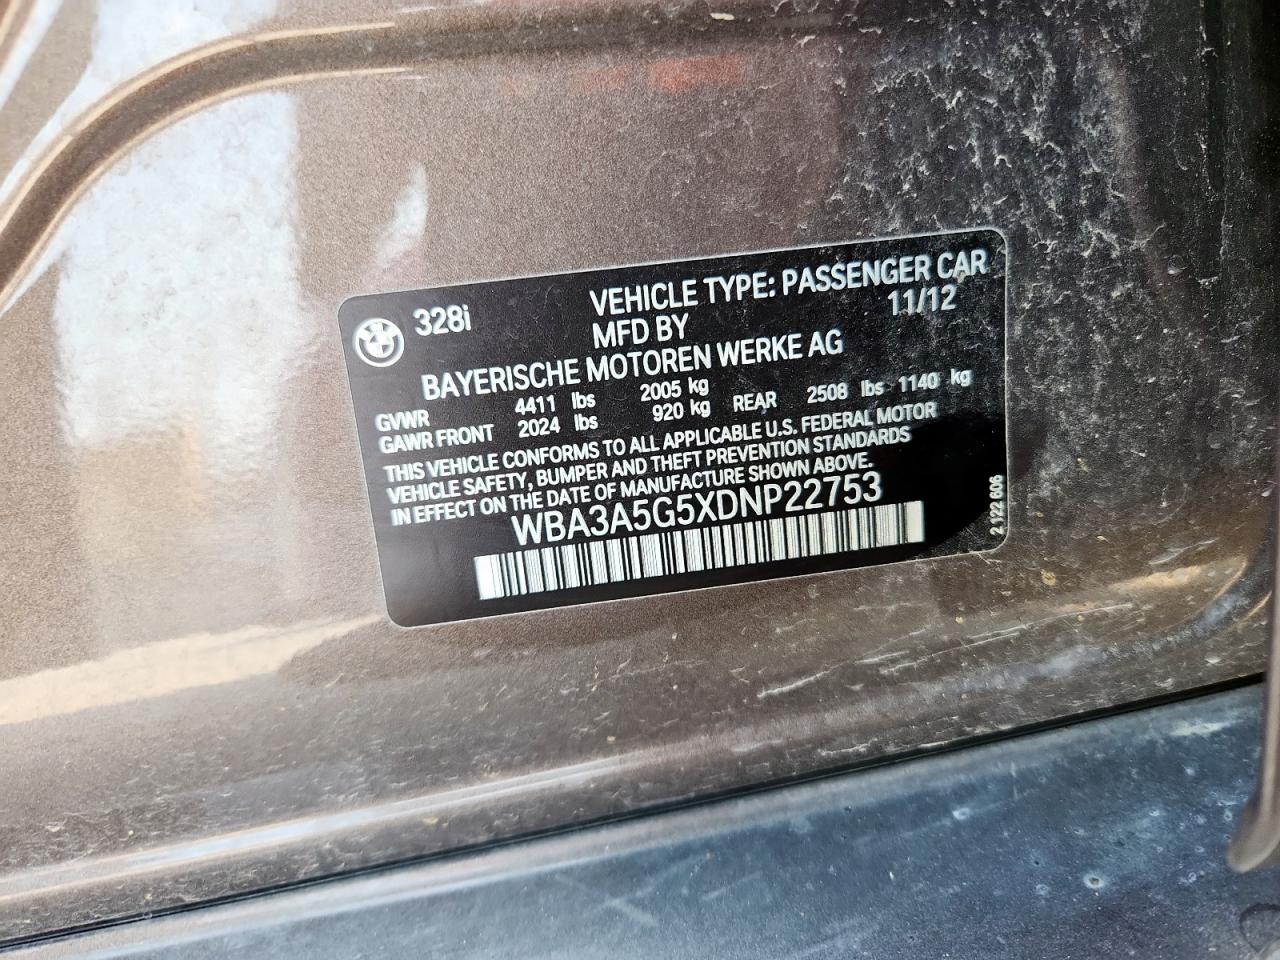 328i
VEHICLE TYPE: PASSENGER CAR
MFD BY 11/12
BAYERISCHE MOTOREN WERKE AG
GVWR 4411 lbs 2005 kg
GAWR FRONT 2024 lbs 920 kg REAR 2508 lbs 1140 kg
THIS VEHICLE CONFORMS TO ALL APPLICABLE U.S. FEDERAL MOTOR
VEHICLE SAFETY, BUMPER AND THEFT PREVENTION STANDARDS
IN EFFECT ON THE DATE OF MANUFACTURE SHOWN ABOVE.
WBA3A5G5XDNP22753
2 122 606